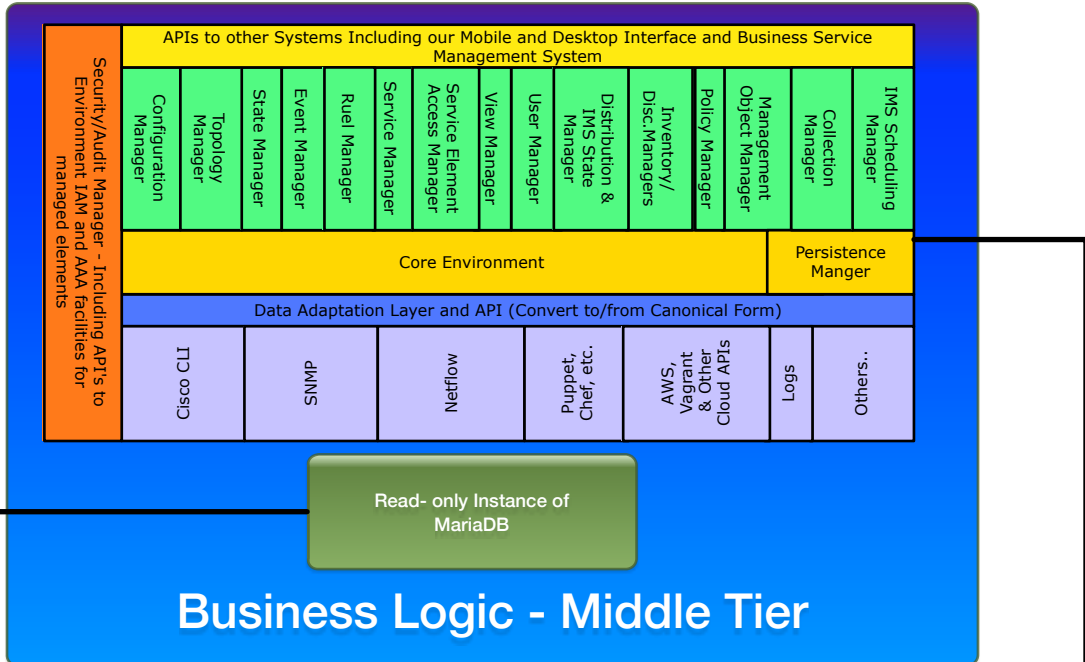 APIs to other Systems Including our Mobile and Desktop Interface and Business Service
Management System
Security/Audit Manager - Including API's to
Environment IAM and AAA facilities for
managed elements
Configuration
Manager
Topology
Manager
State Manager
Event Manager
Ruel Manager
Service Manager
Service Element
Access Manager
View Manager
User Manager
Distribution &
IMS State
Manager
Inventory/
Disc.Managers
Policy Manager
Management
Object Manager
Collection
Manager
IMS Scheduling
Manager
Core Environment
Persistence
Manger
Data Adaptation Layer and API (Convert to/from Canonical Form)
Cisco CLI
SNMP
Netflow
Puppet,
Chef, etc.
AWS,
Vagrant
& Other
Cloud APIs
Logs
Others..
Read- only Instance of
MariaDB
Business Logic - Middle Tier